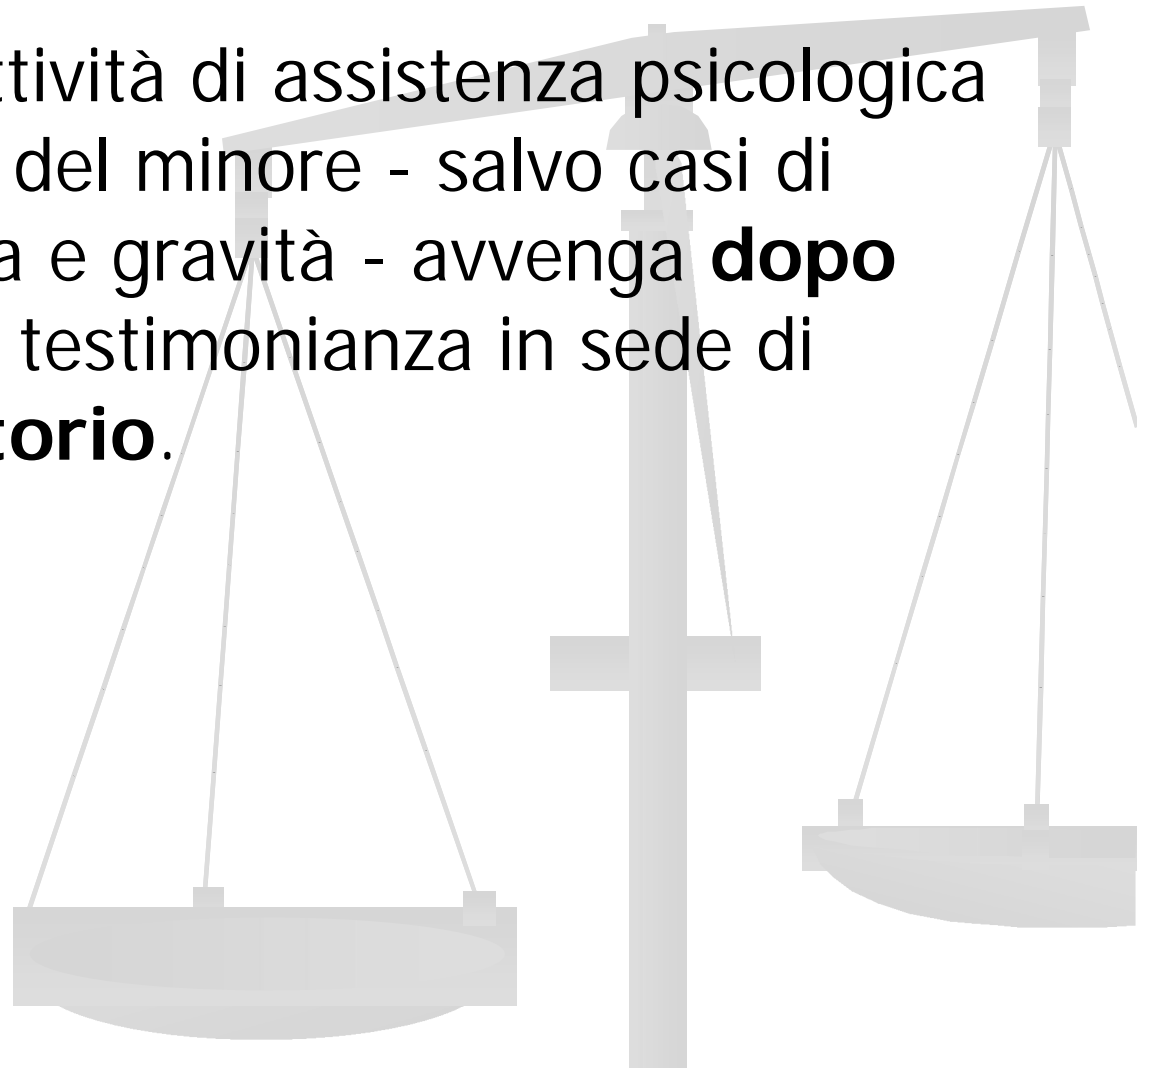 ttività di assistenza psicologica
del minore - salvo casi di
a e gravità - avvenga dopo
testimonianza in sede di
torio.